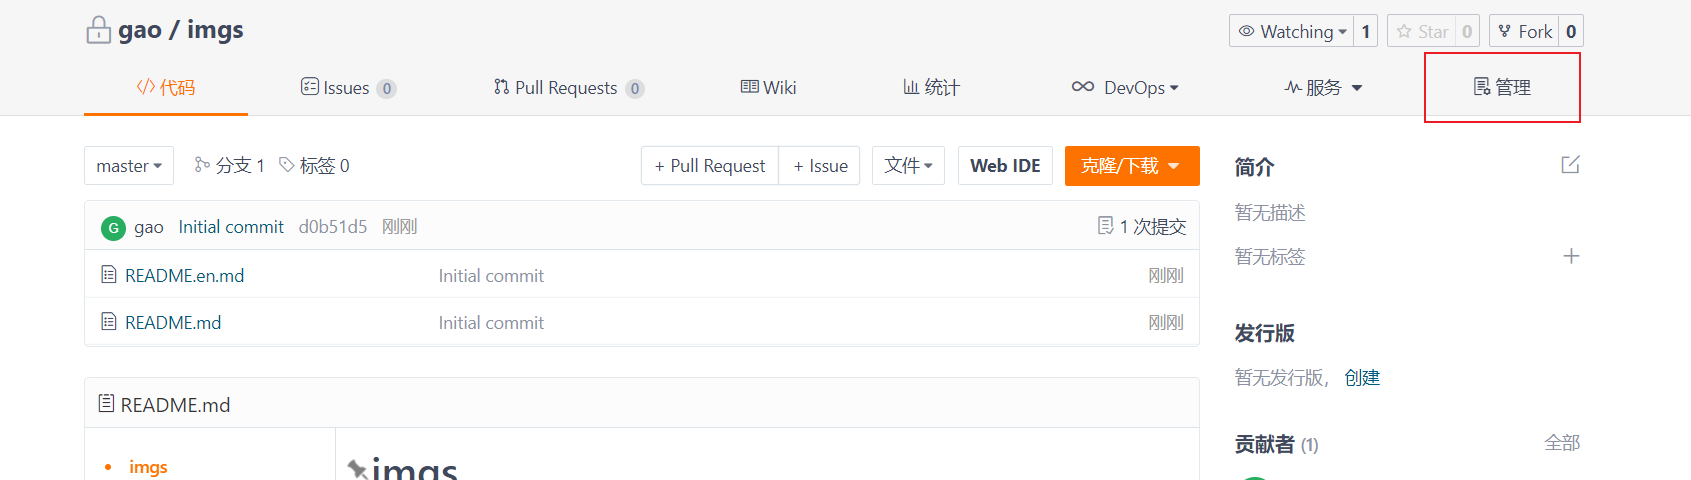 gao / imgs
Watching 1 Star 0 Fork 0
代码 Issues 0 Pull Requests 0 Wiki 统计 DevOps 服务 管理
master 分支 1 标签 0 + Pull Request + Issue 文件 Web IDE 克隆/下载
简介
暂无描述
G gao Initial commit d0b51d5 刚刚 1 次提交
暂无标签
README.en.md Initial commit 刚刚
README.md Initial commit 刚刚
发行版
暂无发行版， 创建
README.md
贡献者 (1) 全部
imgs
imgs